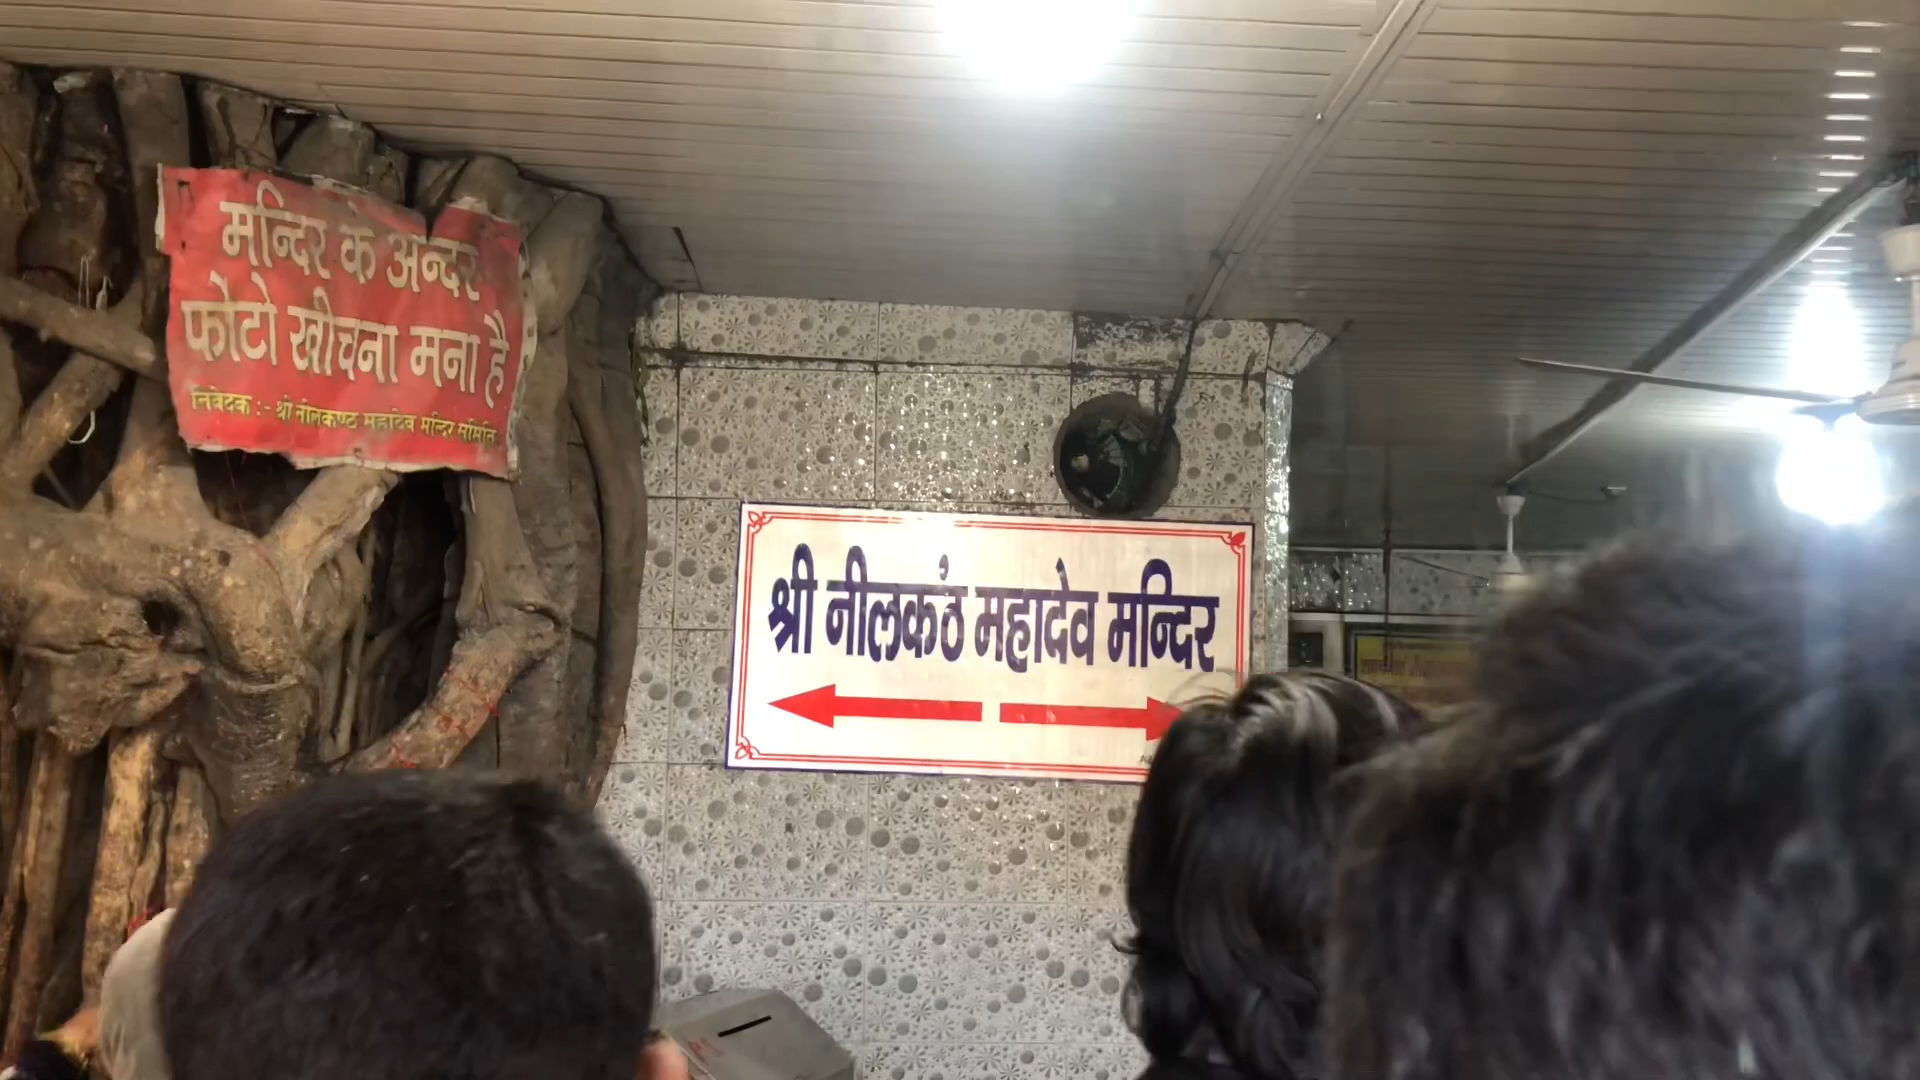 मन्दिर के अन्दर
फोटो खीचना मना है
निवेदक :- श्री नीलकण्ठ महादेव मन्दिर समिति
श्री नीलकंठ महादेव मन्दिर